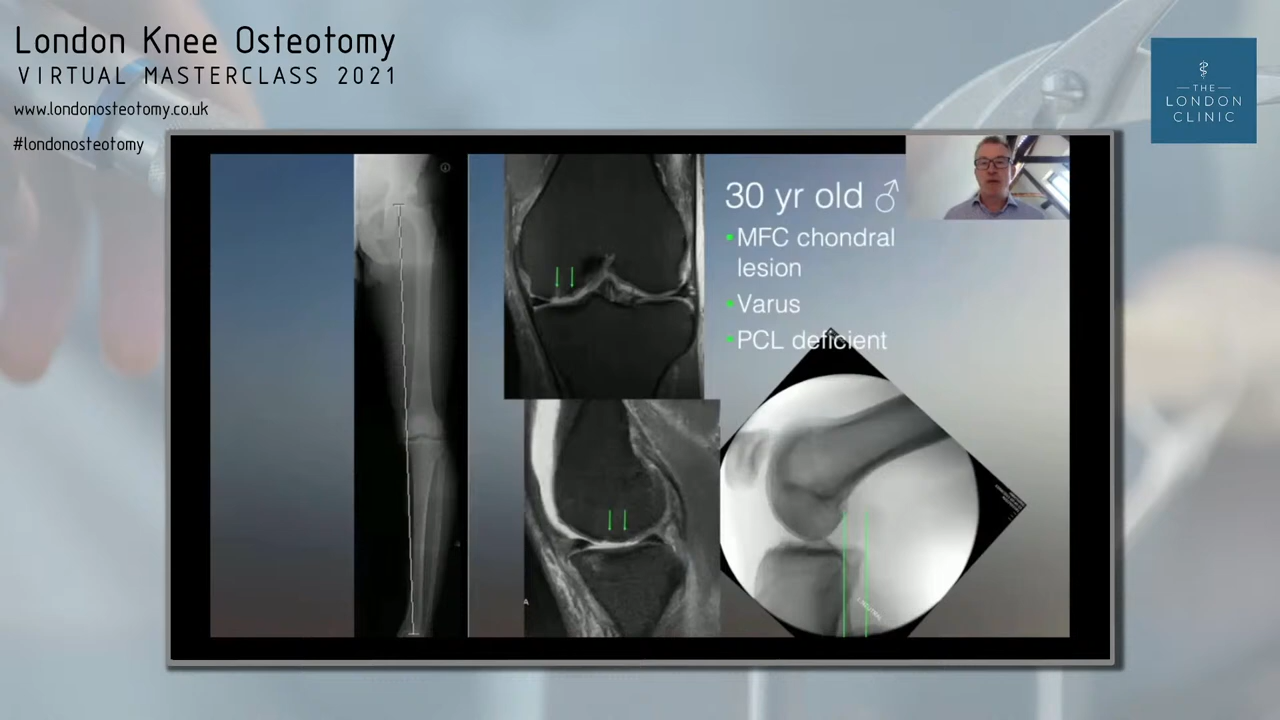 London Knee Osteotomy
VIRTUAL MASTERCLASS 2021
www.londonosteotomy.co.uk
#londonosteotomy
THE
LONDON
CLINIC
30 yr old ♂
MFC chondral
lesion
Varus
PCL deficient
A